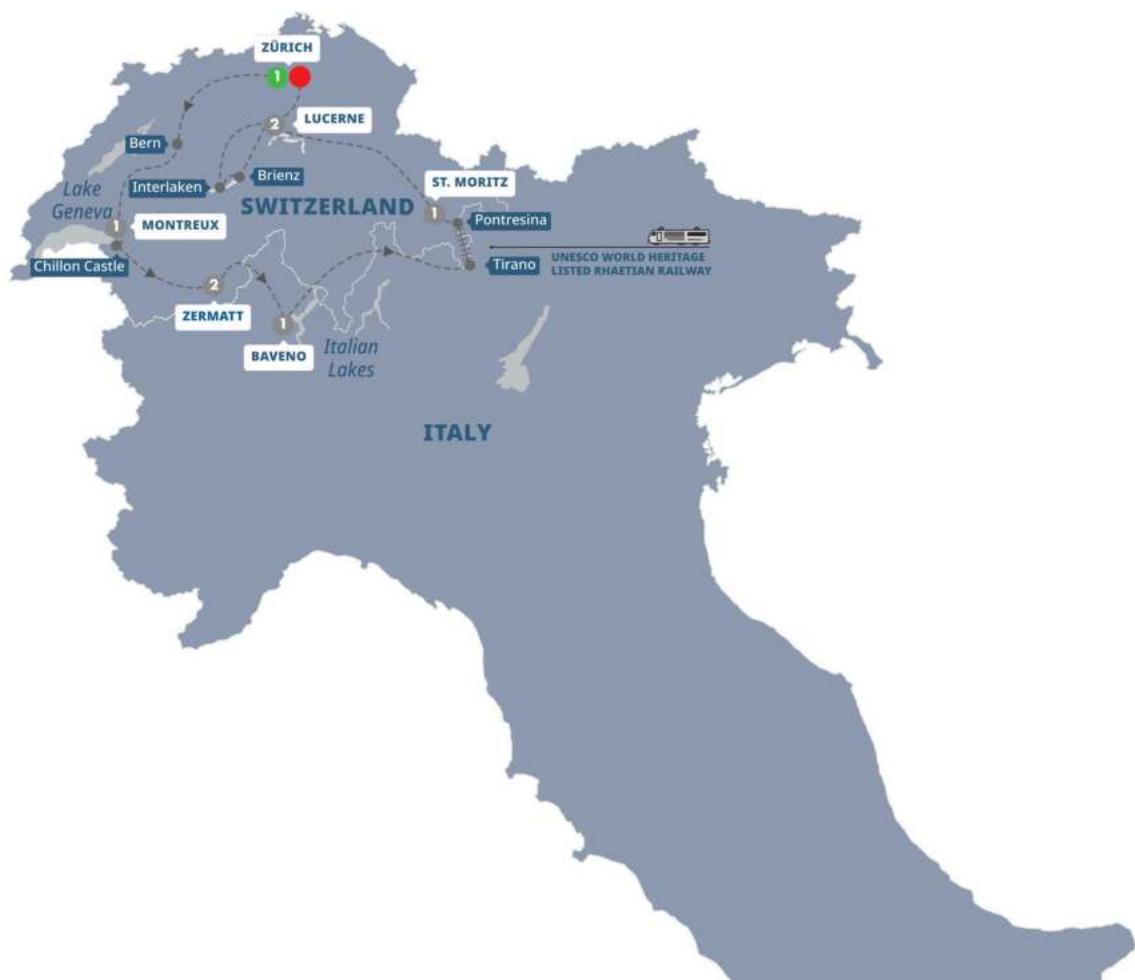 ZÜRICH
1
2
LUCERNE
Bern
Interlaken
Brienz
Lake
Geneva
SWITZERLAND
ST. MORITZ
1
Pontresina
1
MONTREUX
Chillon Castle
UNESCO WORLD HERITAGE
LISTED RHAETIAN RAILWAY
Tirano
2
ZERMATT
1
BAVENO
Italian
Lakes
ITALY